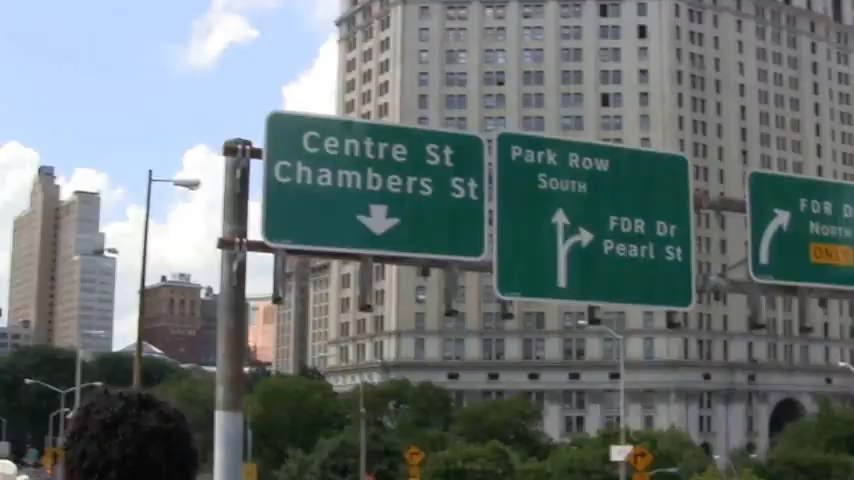 Centre St
Chambers St
Park Row
South
FDR Dr
Pearl St
FDR D
North
ONLY